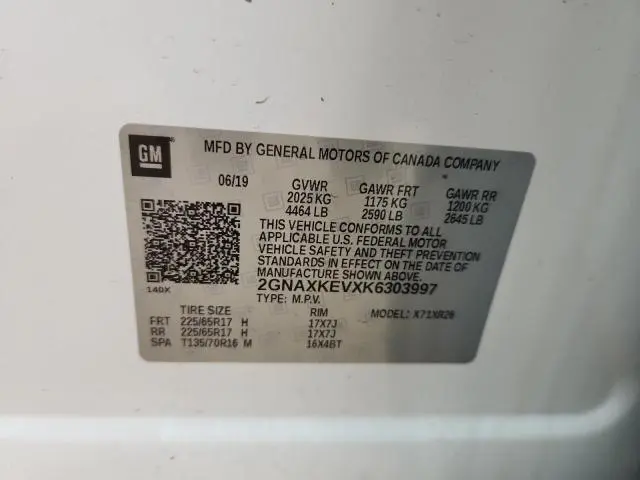 GM
MFD BY GENERAL MOTORS OF CANADA COMPANY
06/19 GVWR GAWR FRT GAWR RR
2025 KG 1175 KG 1200 KG
4464 LB 2590 LB 2645 LB
THIS VEHICLE CONFORMS TO ALL
APPLICABLE U.S. FEDERAL MOTOR
VEHICLE SAFETY AND THEFT PREVENTION
STANDARDS IN EFFECT ON THE DATE OF
MANUFACTURE SHOWN ABOVE.
140X 2GNAXKEVXK6303997
TYPE: M.P.V.
TIRE SIZE RIM MODEL: X71XR26
FRT 225/65R17 H 17X7J
RR 225/65R17 H 17X7J
SPA T135/70R16 M 16X4BT